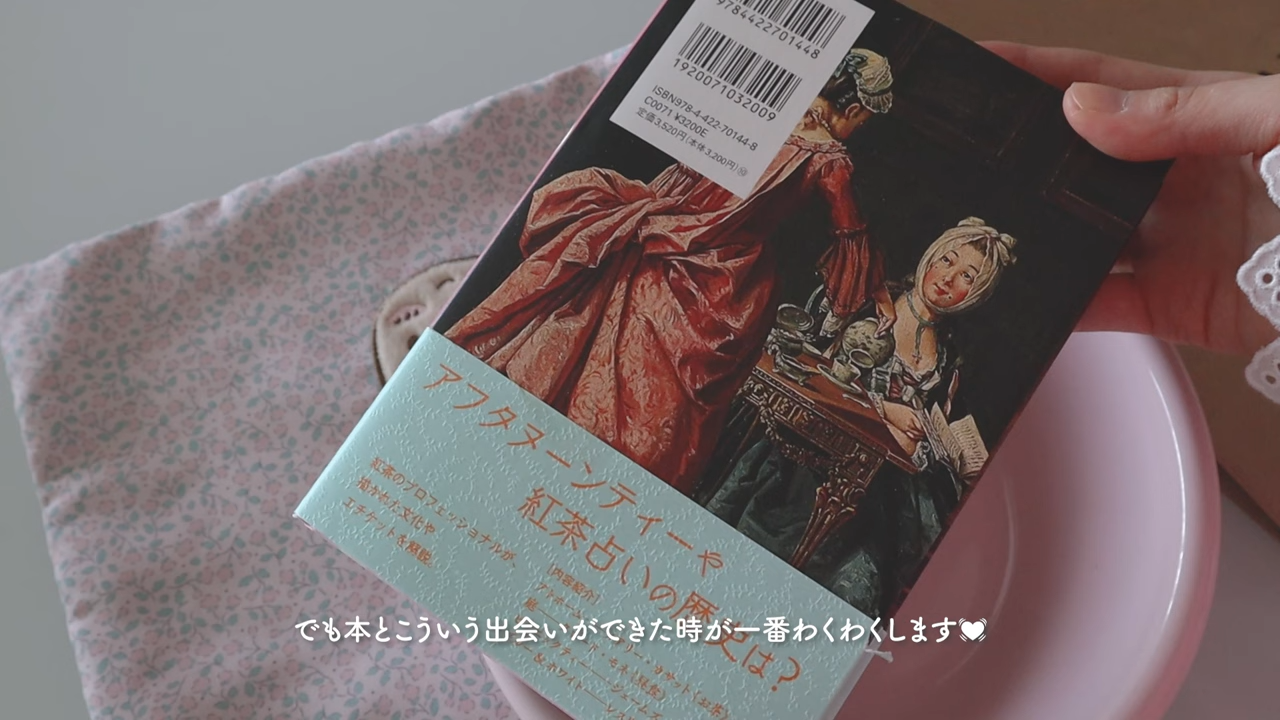 9784422701448
1920071032009
ISBN978-4-422-70144-8
C0071 ¥3200E
定価3,520円(本体3,200円)⑩
アフタヌーンティーや
紅茶占いの歴史は?
紅茶のプロフェッショナルが、
描かれた文化や
エチケットを解説。
[内容紹介]
でも本とこういう出会いができた時が一番わくわくします💓